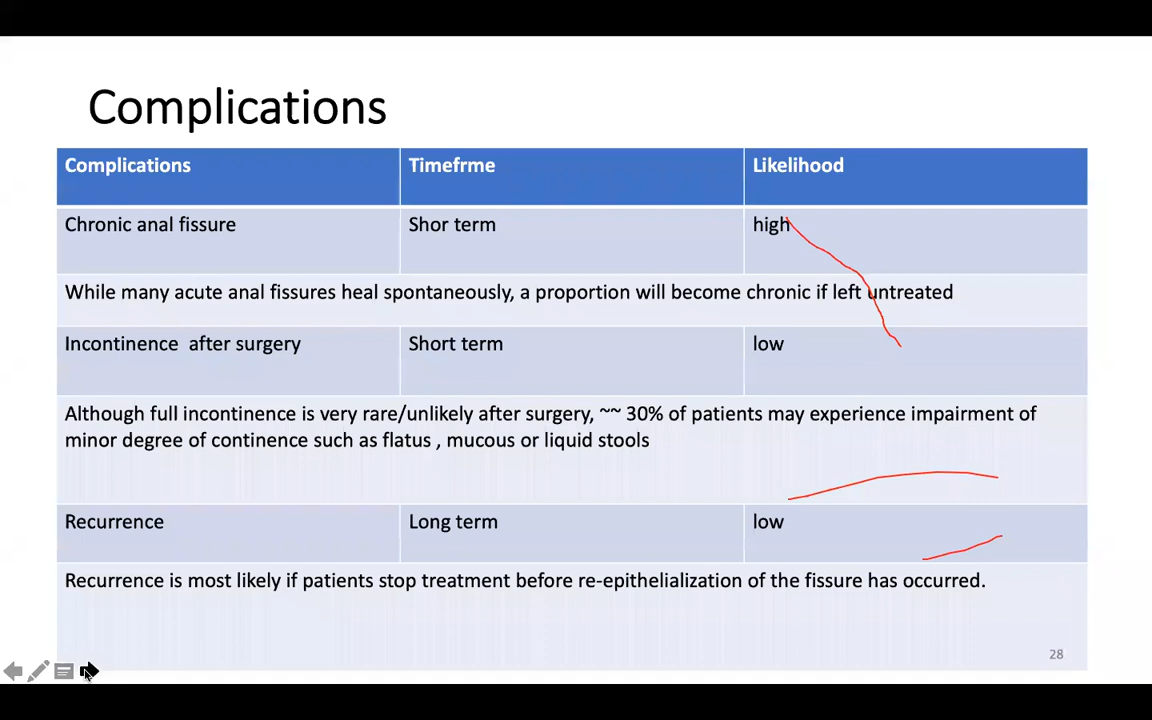 Complications
Complications Timefrme Likelihood
Chronic anal fissure Shor term high
While many acute anal fissures heal spontaneously, a proportion will become chronic if left untreated
Incontinence after surgery Short term low
Although full incontinence is very rare/unlikely after surgery, ~~ 30% of patients may experience impairment of
minor degree of continence such as flatus , mucous or liquid stools
Recurrence Long term low
Recurrence is most likely if patients stop treatment before re-epithelialization of the fissure has occurred.
28